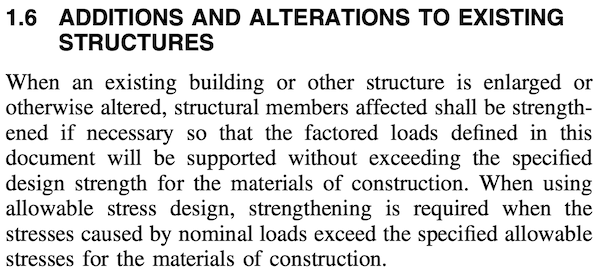 1.6 ADDITIONS AND ALTERATIONS TO EXISTING
STRUCTURES
When an existing building or other structure is enlarged or
otherwise altered, structural members affected shall be strength-
ened if necessary so that the factored loads defined in this
document will be supported without exceeding the specified
design strength for the materials of construction. When using
allowable stress design, strengthening is required when the
stresses caused by nominal loads exceed the specified allowable
stresses for the materials of construction.